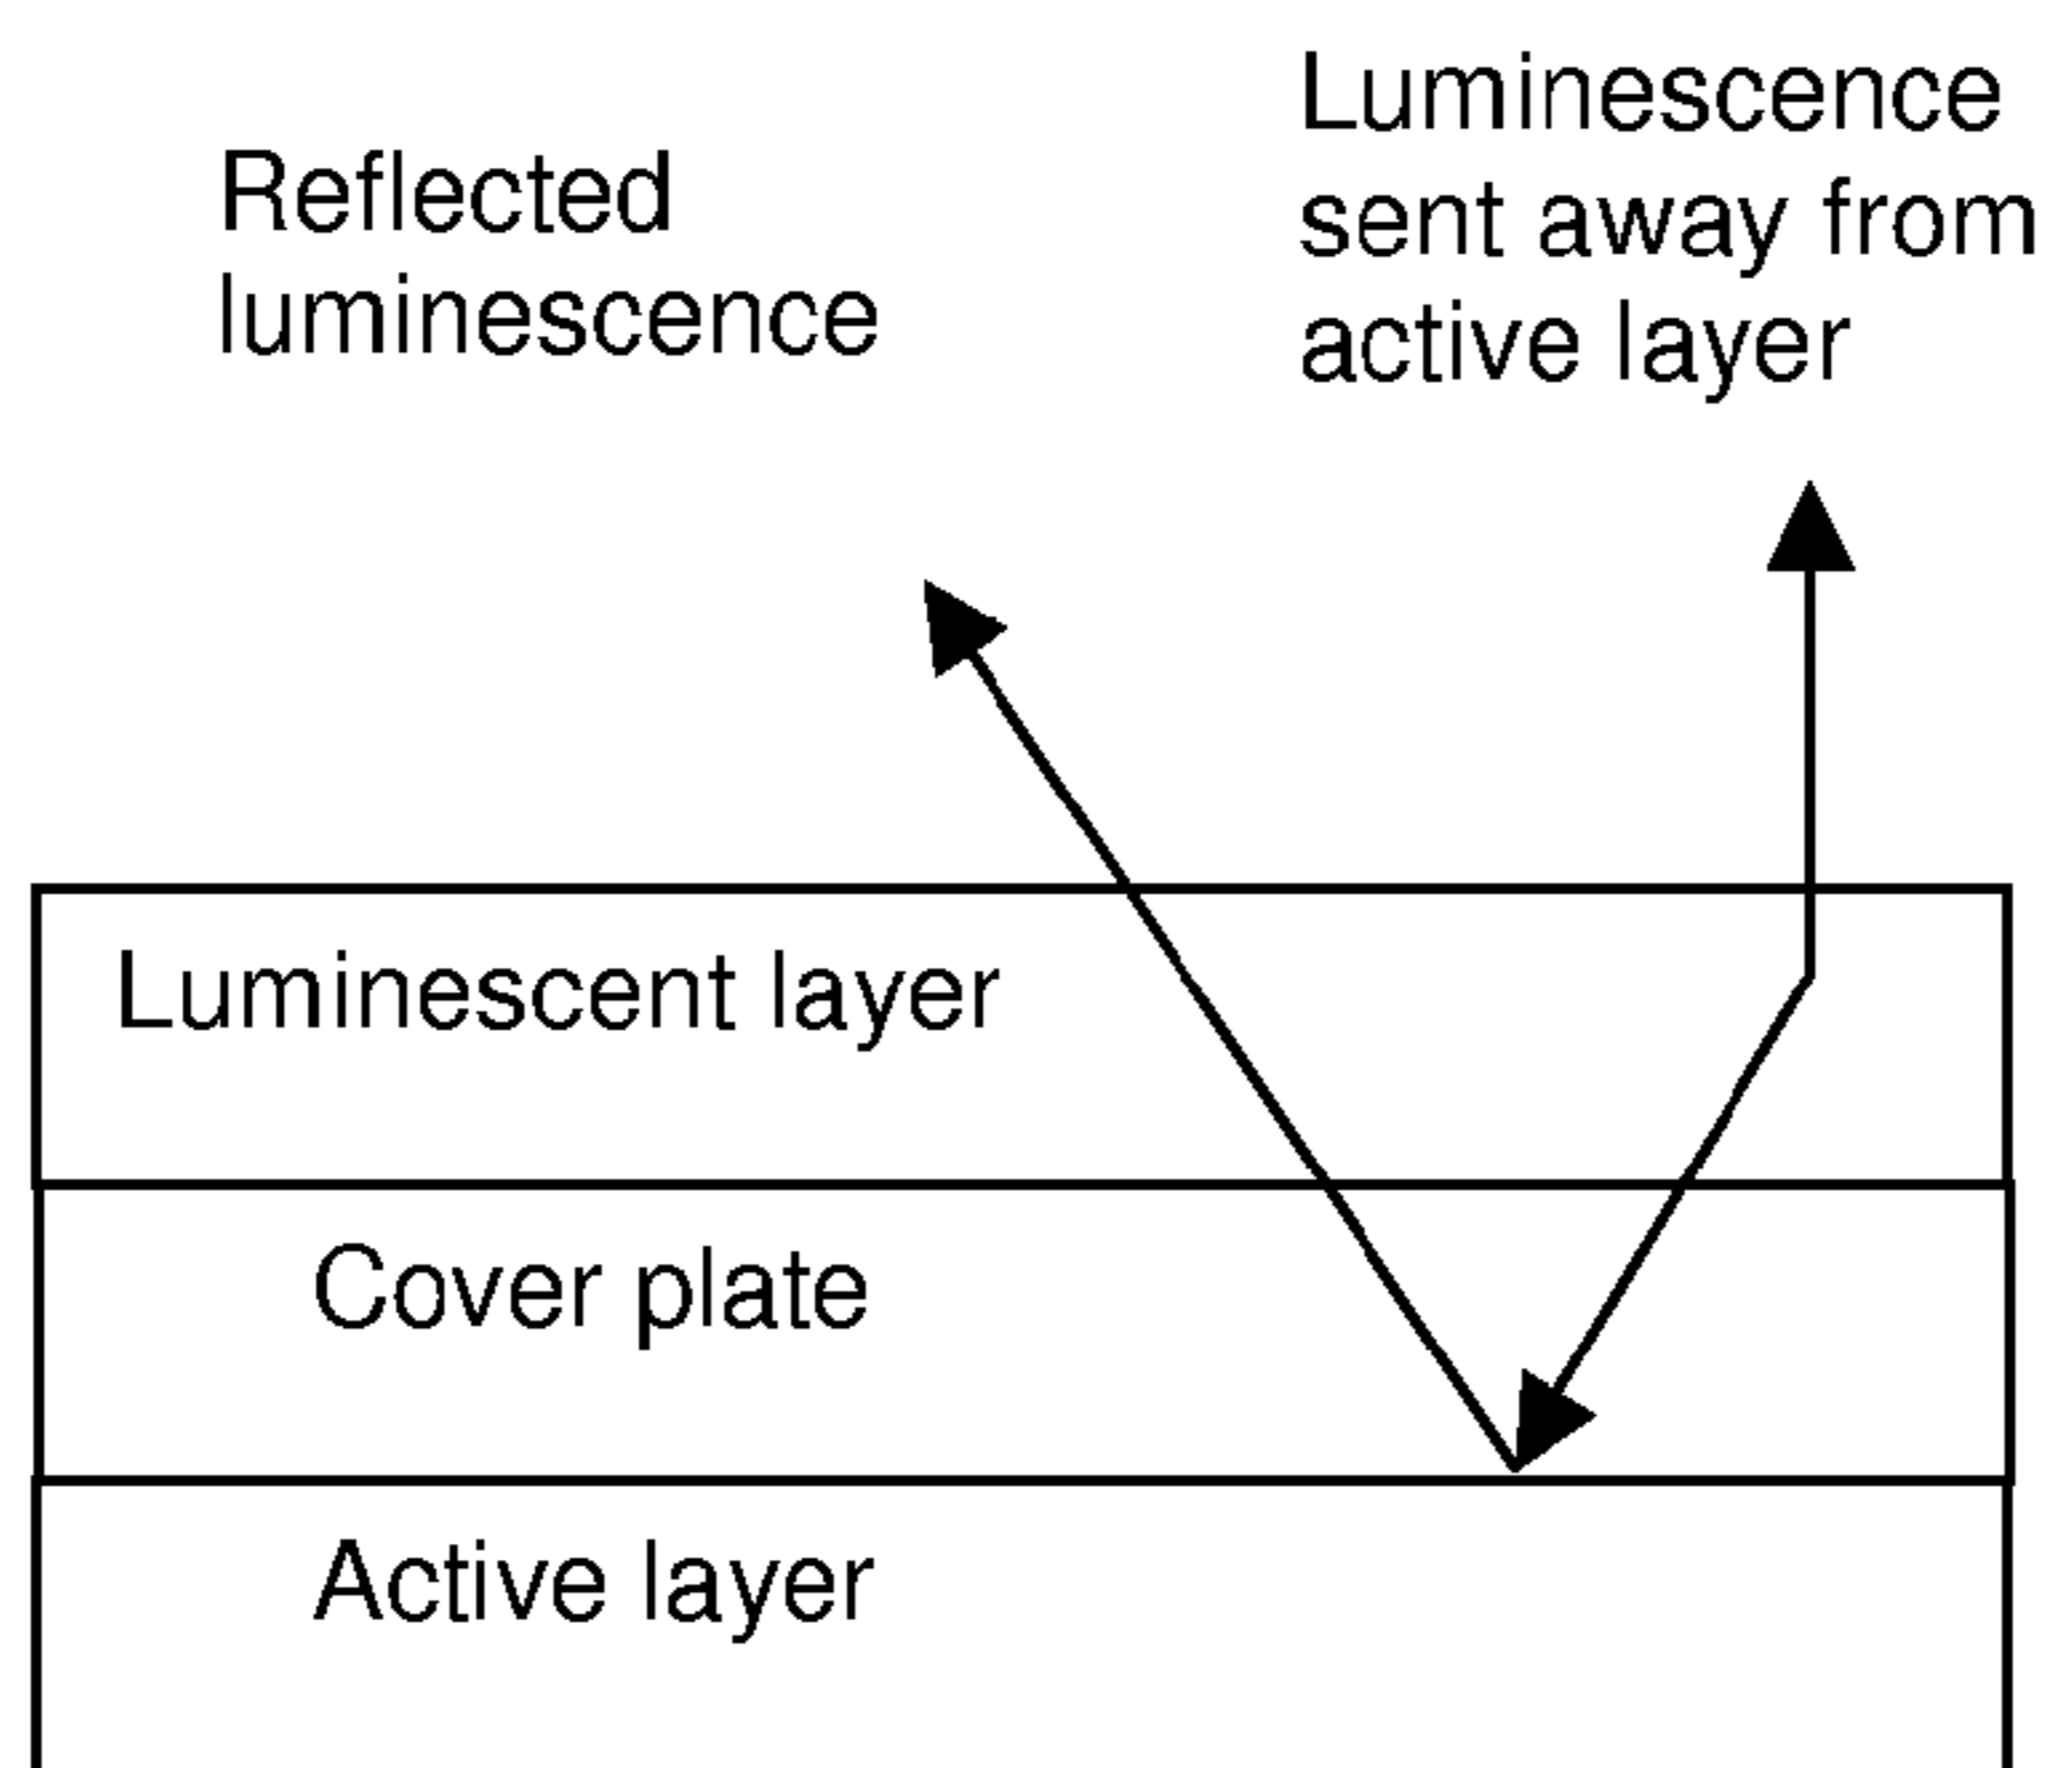 Reflected
luminescence
Luminescence
sent away from
active layer
Luminescent layer
Cover plate
Active layer